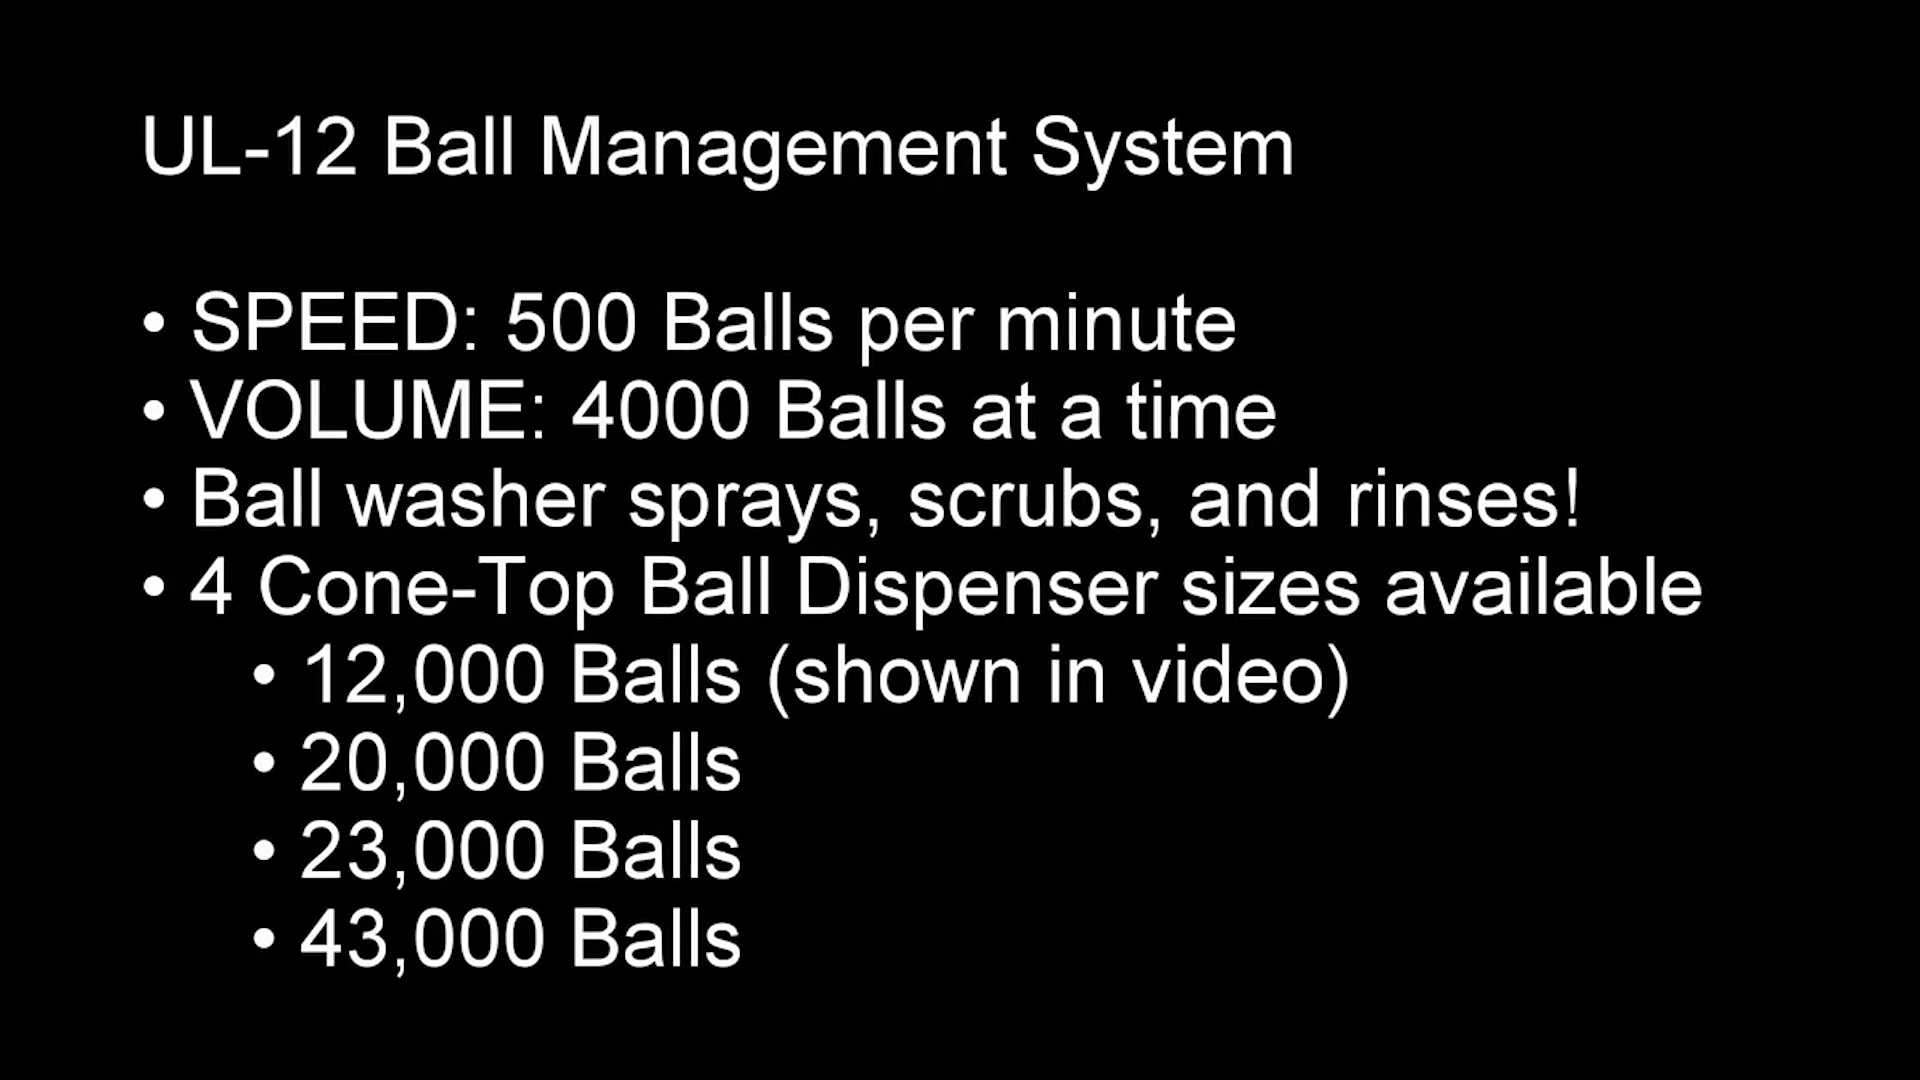 UL-12 Ball Management System
• SPEED: 500 Balls per minute
• VOLUME: 4000 Balls at a time
• Ball washer sprays, scrubs, and rinses!
• 4 Cone-Top Ball Dispenser sizes available
• 12,000 Balls (shown in video)
• 20,000 Balls
• 23,000 Balls
• 43,000 Balls